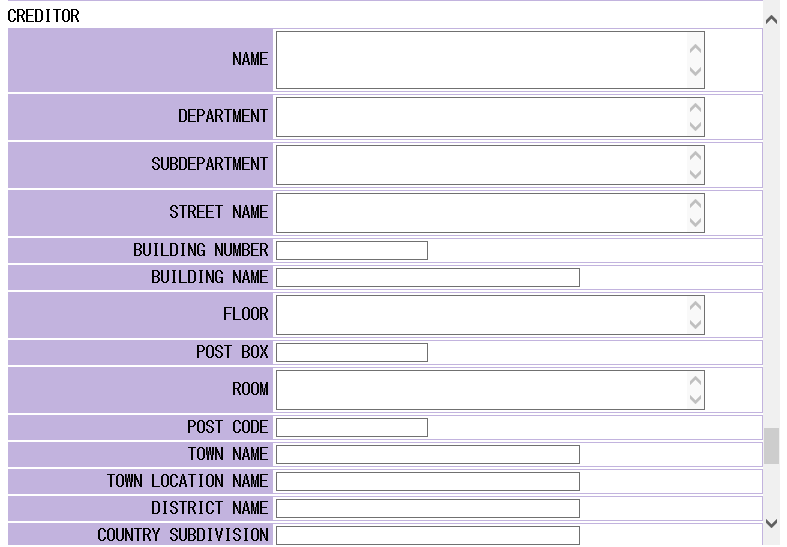 CREDITOR
NAME
DEPARTMENT
SUBDEPARTMENT
STREET NAME
BUILDING NUMBER
BUILDING NAME
FLOOR
POST BOX
ROOM
POST CODE
TOWN NAME
TOWN LOCATION NAME
DISTRICT NAME
COUNTRY SUBDIVISION